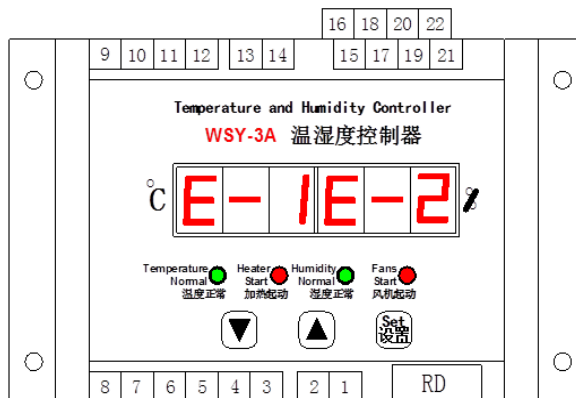 16 18 20 22
9 10 11 12 13 14 15 17 19 21
Temperature and Humidity Controller
WSY-3A 温湿度控制器
°C E-1E-2 %
Temperature Normal 温度正常
Heater Start 加热起动
Humidity Normal 湿度正常
Fans Start 风机起动
▼ ▲ Set 设置
8 7 6 5 4 3 2 1 RD